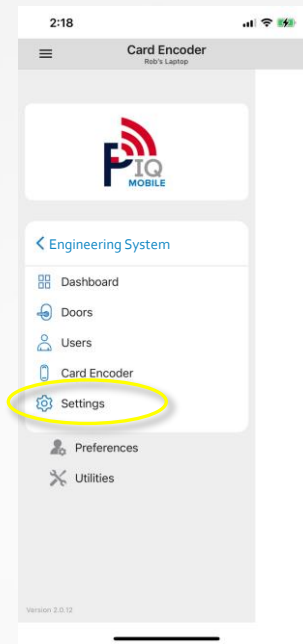 2:18
Card Encoder
Rob's Laptop
PIQ
MOBILE
Engineering System
Dashboard
Doors
Users
Card Encoder
Settings
Preferences
Utilities
Version 2.0.12